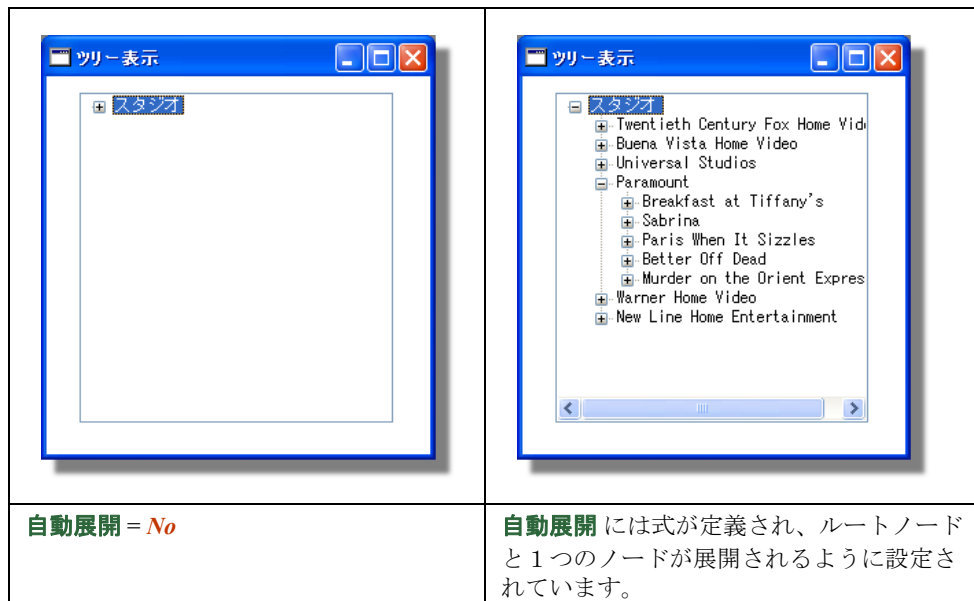 ツリー表示
スタジオ
自動展開 = No
ツリー表示
スタジオ
Twentieth Century Fox Home Vid
Buena Vista Home Video
Universal Studios
Paramount
Breakfast at Tiffany's
Sabrina
Paris When It Sizzles
Better Off Dead
Murder on the Orient Expres
Warner Home Video
New Line Home Entertainment
自動展開 には式が定義され、ルートノード
と１つのノードが展開されるように設定さ
れています。